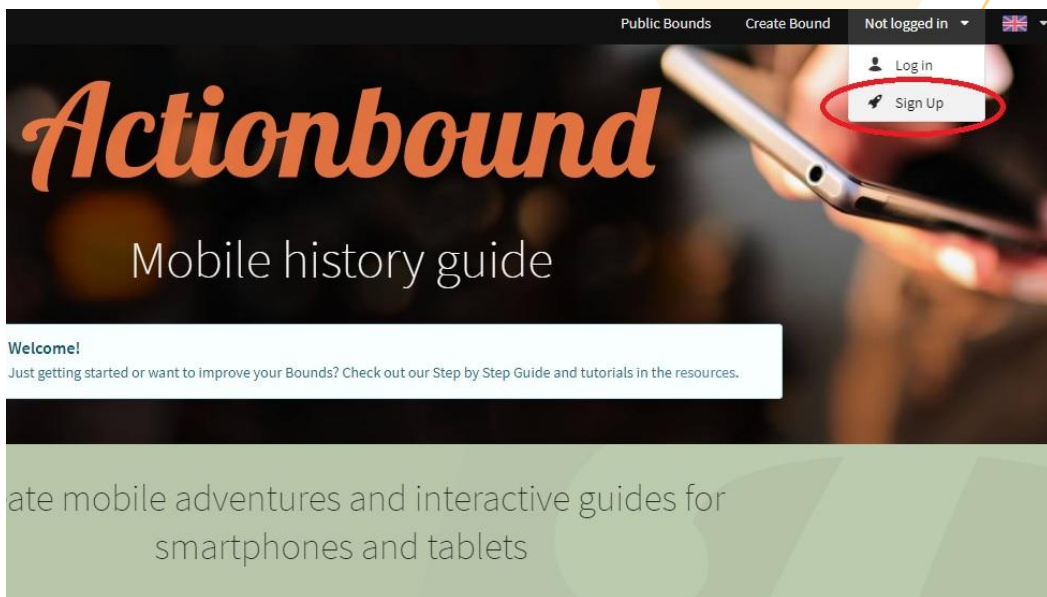 Public Bounds Create Bound Not logged in
Log in
Sign Up
Actionbound
Mobile history guide
Welcome!
Just getting started or want to improve your Bounds? Check out our Step by Step Guide and tutorials in the resources.
ate mobile adventures and interactive guides for
smartphones and tablets